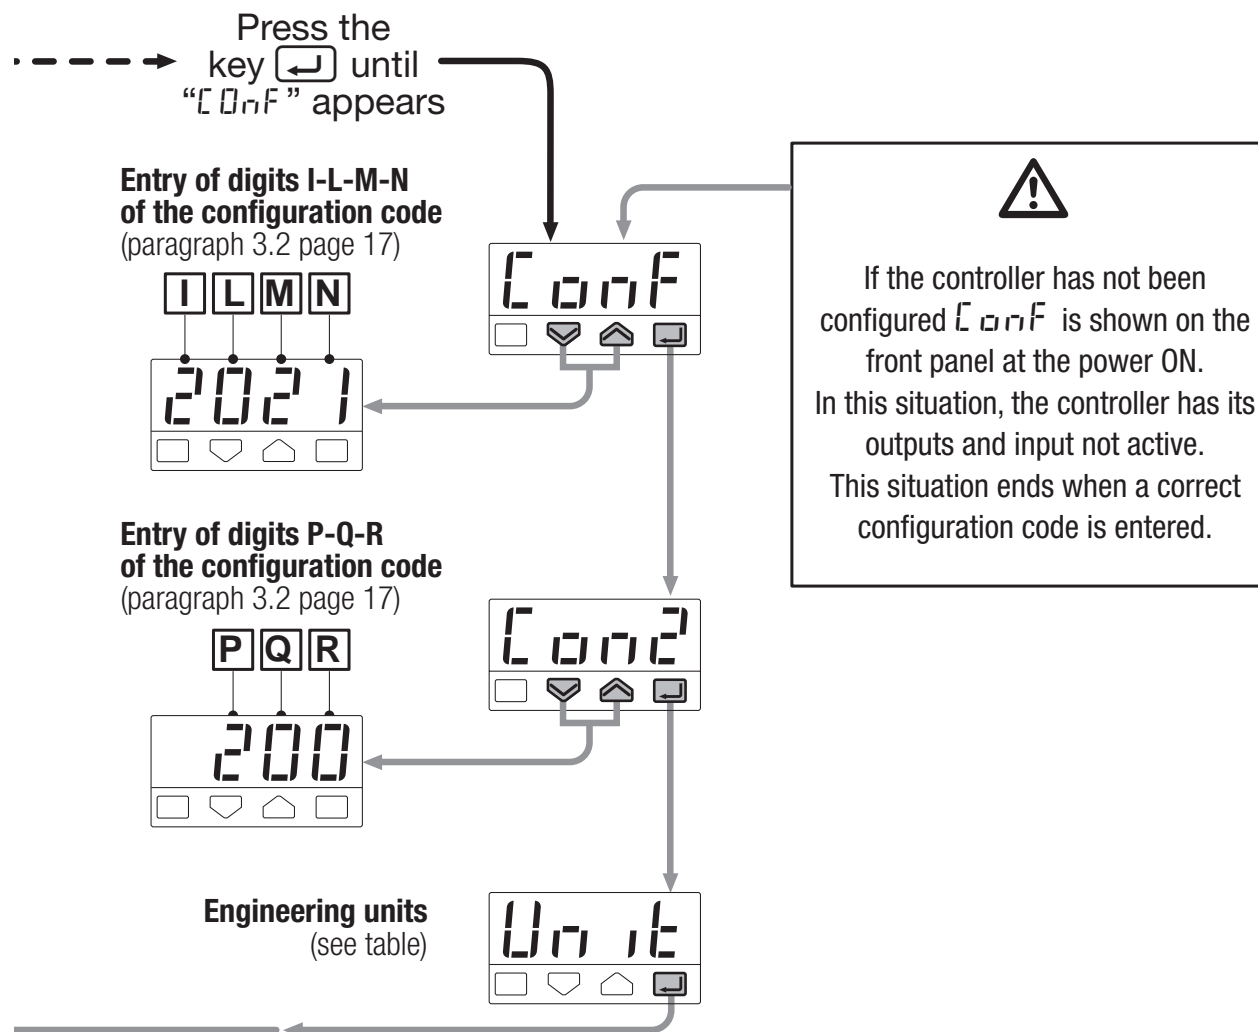 Press the
key until
“COnF” appears
Entry of digits I-L-M-N
of the configuration code
(paragraph 3.2 page 17)
I L M N
ConF
2021
If the controller has not been
configured ConF is shown on the
front panel at the power ON.
In this situation, the controller has its
outputs and input not active.
This situation ends when a correct
configuration code is entered.
Entry of digits P-Q-R
of the configuration code
(paragraph 3.2 page 17)
P Q R
Con2
200
Engineering units
(see table)
Unit